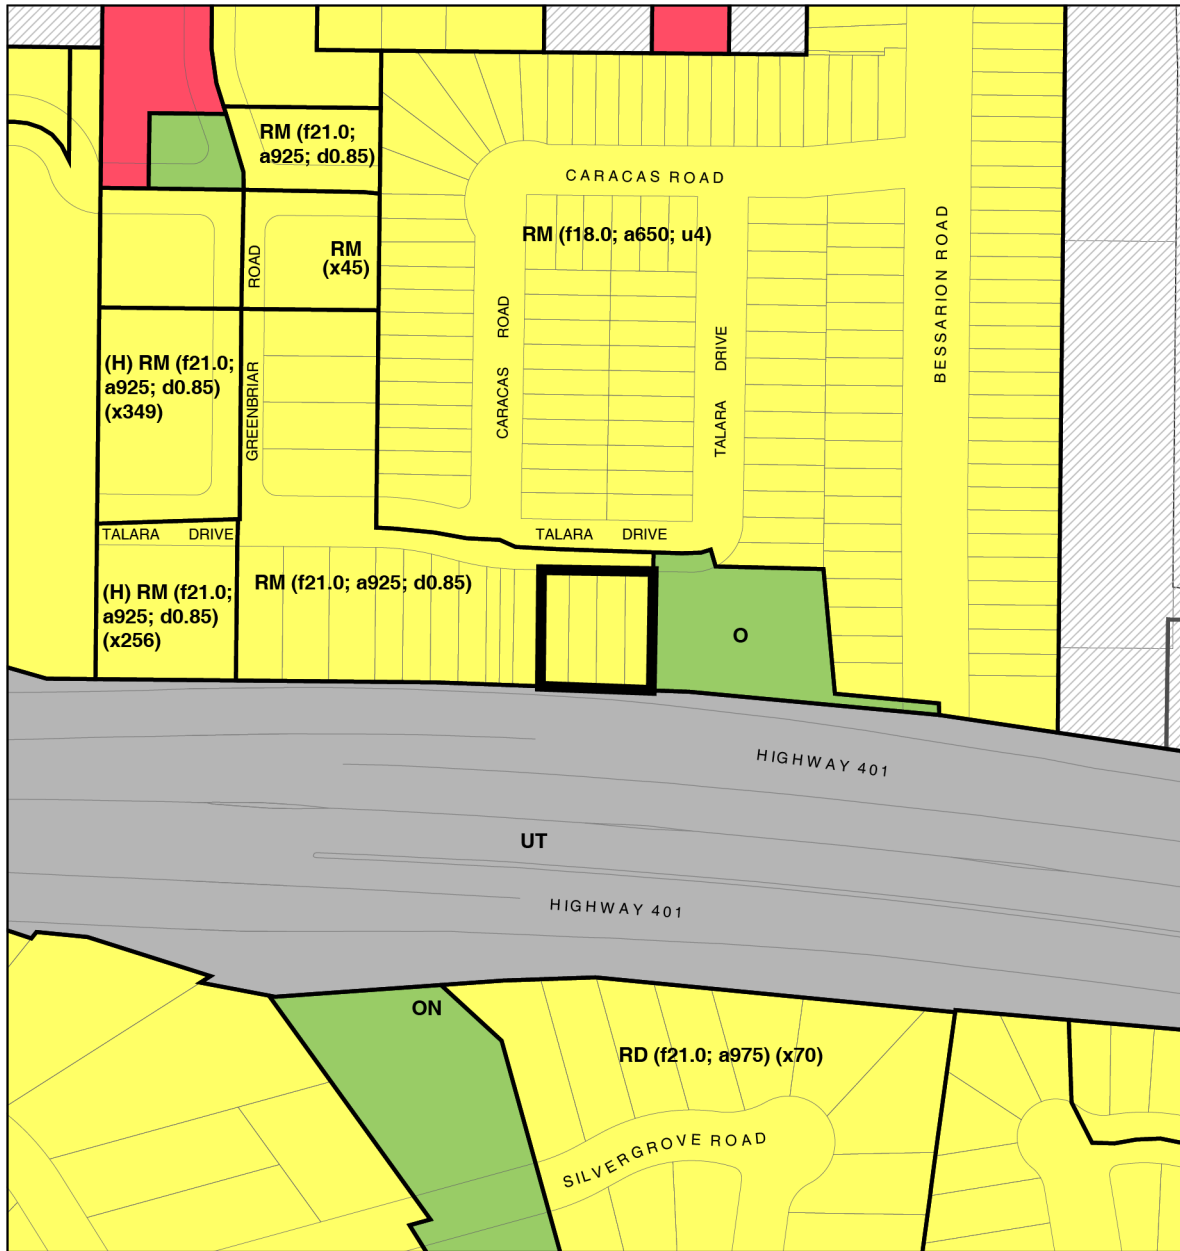 RM (f21.0;
a925; d0.85)
CARACAS ROAD
RM (f18.0; a650; u4)
BESSARION ROAD
ROAD
RM
(x45)
CARACAS ROAD
TALARA DRIVE
(H) RM (f21.0;
a925; d0.85)
(x349)
GREENBRIAR
TALARA DRIVE
TALARA DRIVE
(H) RM (f21.0;
a925; d0.85)
(x256)
RM (f21.0; a925; d0.85)
O
HIGHWAY 401
UT
HIGHWAY 401
ON
RD (f21.0; a975) (x70)
SILVERGROVE ROAD